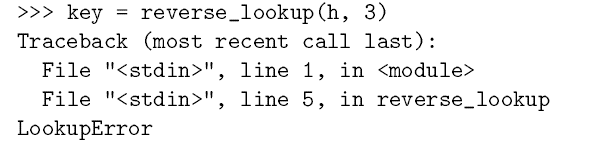 >>> key = reverse_lookup(h, 3)
Traceback (most recent call last):
  File "<stdin>", line 1, in <module>
  File "<stdin>", line 5, in reverse_lookup
LookupError